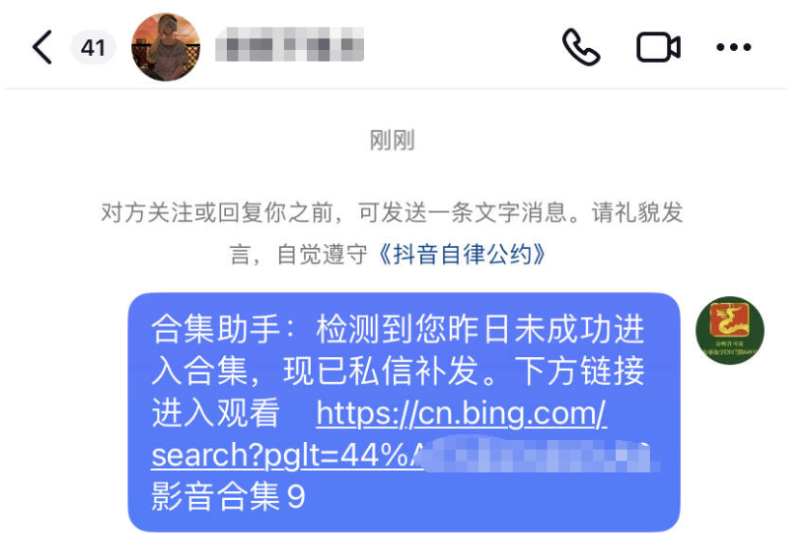 41
刚刚
对方关注或回复你之前，可发送一条文字消息。请礼貌发
言，自觉遵守《抖音自律公约》
合集助手：检测到您昨日未成功进
入合集，现已私信补发。下方链接
进入观看 https://cn.bing.com/
search?pglt=44%
影音合集9